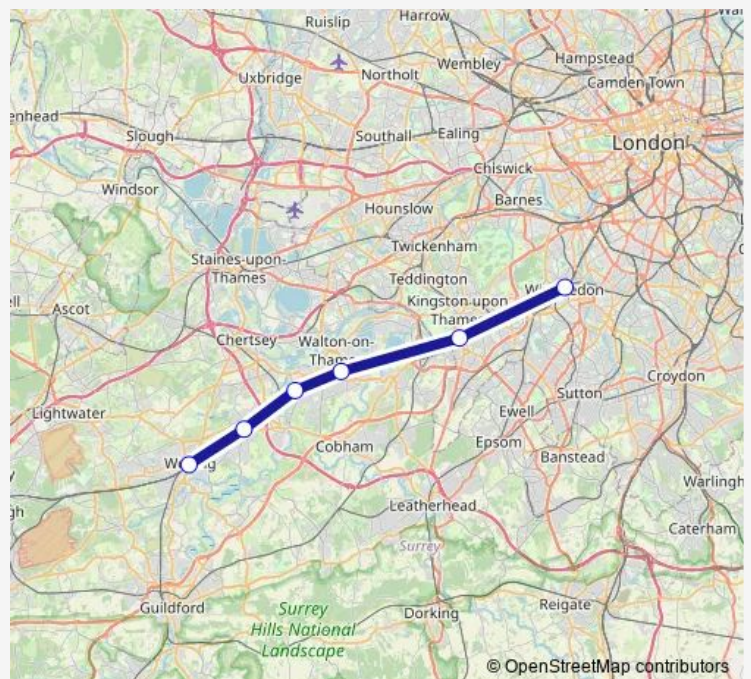 Ruislip
Harrow
Uxbridge
Northolt
Wembley
Hampstead
Camden Town
enhead
Slough
Southall
Ealing
London
Windsor
Chiswick
Hounslow
Barnes
Twickenham
Staines-upon-
Thames
Teddington
Kingston upon
Thames
ell
Ascot
Chertsey
Walton-on-
Croydon
Sutton
Lightwater
Ewell
Epsom
Cobham
Banstead
Warlingh
gh
Leatherhead
Caterham
Surrey
Guildford
Surrey
Hills National
Landscape
Dorking
Reigate
© OpenStreetMap contributors